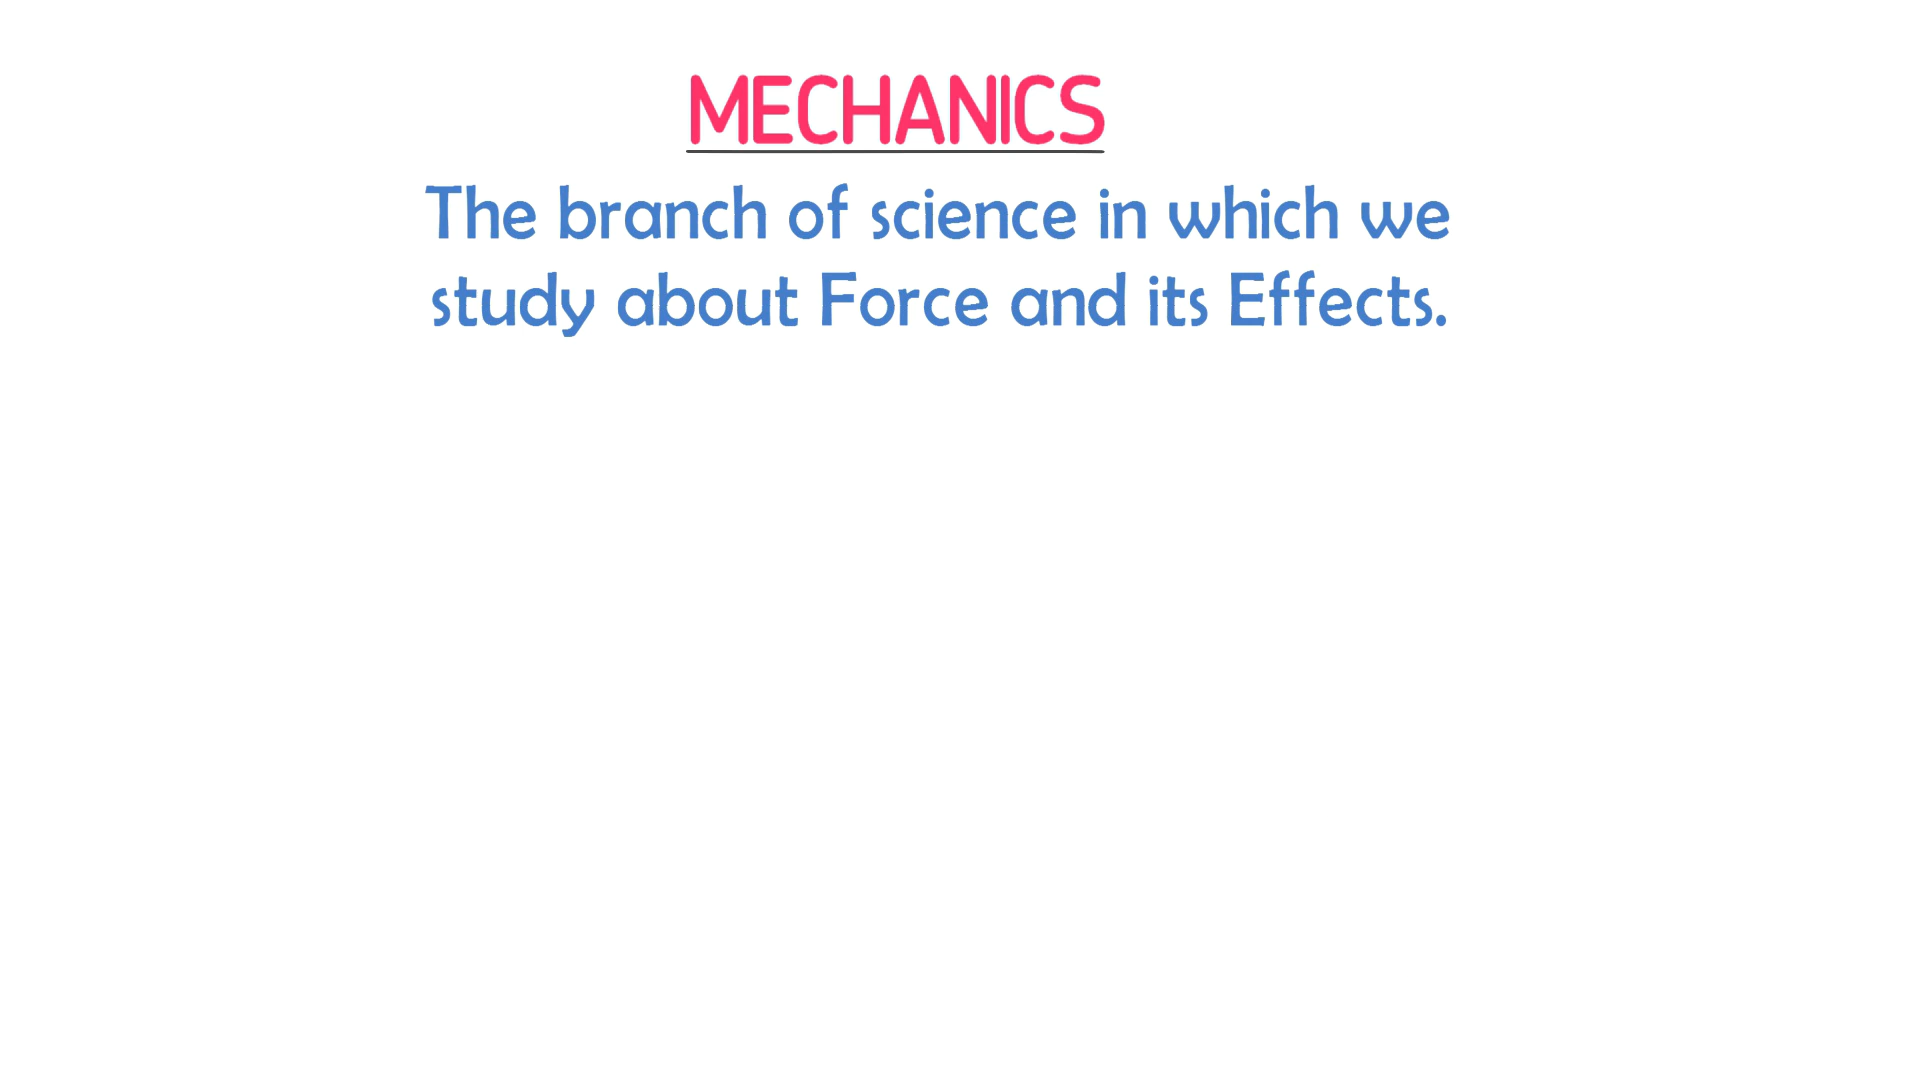 MECHANICS
The branch of science in which we
study about Force and its Effects.